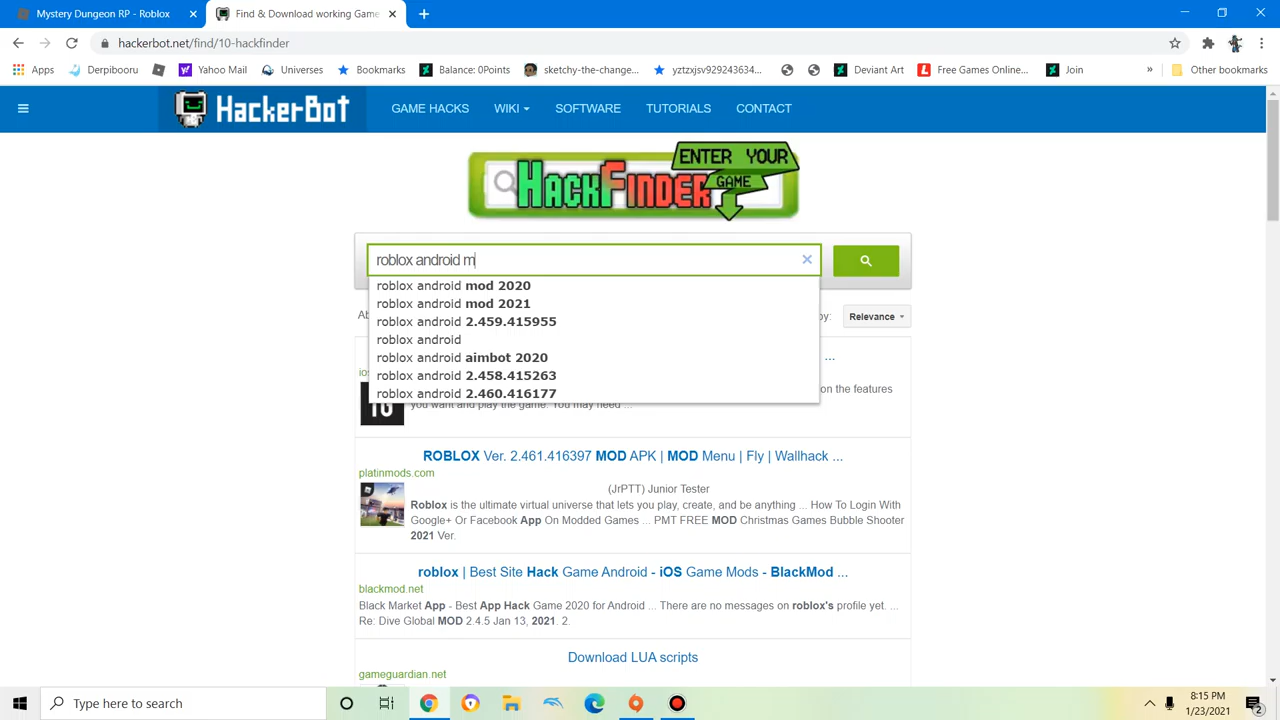 Mystery Dungeon RP - Roblox
Find & Download working Game
hackerbot.net/find/10-hackfinder
Apps Derpibooru Yahoo Mail Universes Bookmarks Balance: 0Points sketchy-the-change... yztzxjsv929243634... Deviant Art Free Games Online... Join » Other bookmarks
HackerBot GAME HACKS WIKI SOFTWARE TUTORIALS CONTACT
ENTER YOUR
GAME
HACKFINDER
roblox android m
roblox android mod 2020
roblox android mod 2021
roblox android 2.459.415955
roblox android
roblox android aimbot 2020
roblox android 2.458.415263
roblox android 2.460.416177
by: Relevance
...
on the features
you want and play the game. You may need ...
ROBLOX Ver. 2.461.416397 MOD APK | MOD Menu | Fly | Wallhack ...
platinmods.com
(JrPTT) Junior Tester
Roblox is the ultimate virtual universe that lets you play, create, and be anything ... How To Login With
Google+ Or Facebook App On Modded Games ... PMT FREE MOD Christmas Games Bubble Shooter
2021 Ver.
roblox | Best Site Hack Game Android - iOS Game Mods - BlackMod ...
blackmod.net
Black Market App - Best App Hack Game 2020 for Android ... There are no messages on roblox's profile yet. ...
Re: Dive Global MOD 2.4.5 Jan 13, 2021. 2.
Download LUA scripts
gameguardian.net
Type here to search
8:15 PM
1/23/2021
2